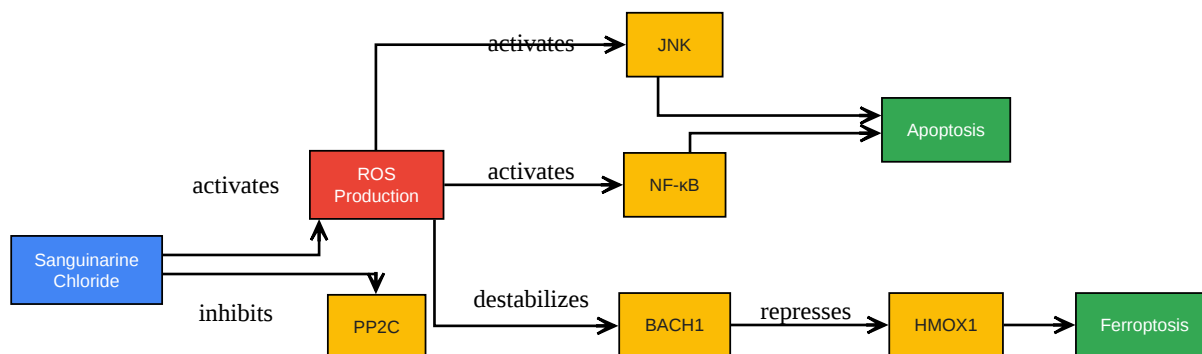 activates
JNK
Apoptosis
ROS
Production
activates
activates
NF-κB
Sanguinarine
Chloride
inhibits
PP2C
destabilizes
BACH1
represses
HMOX1
Ferroptosis